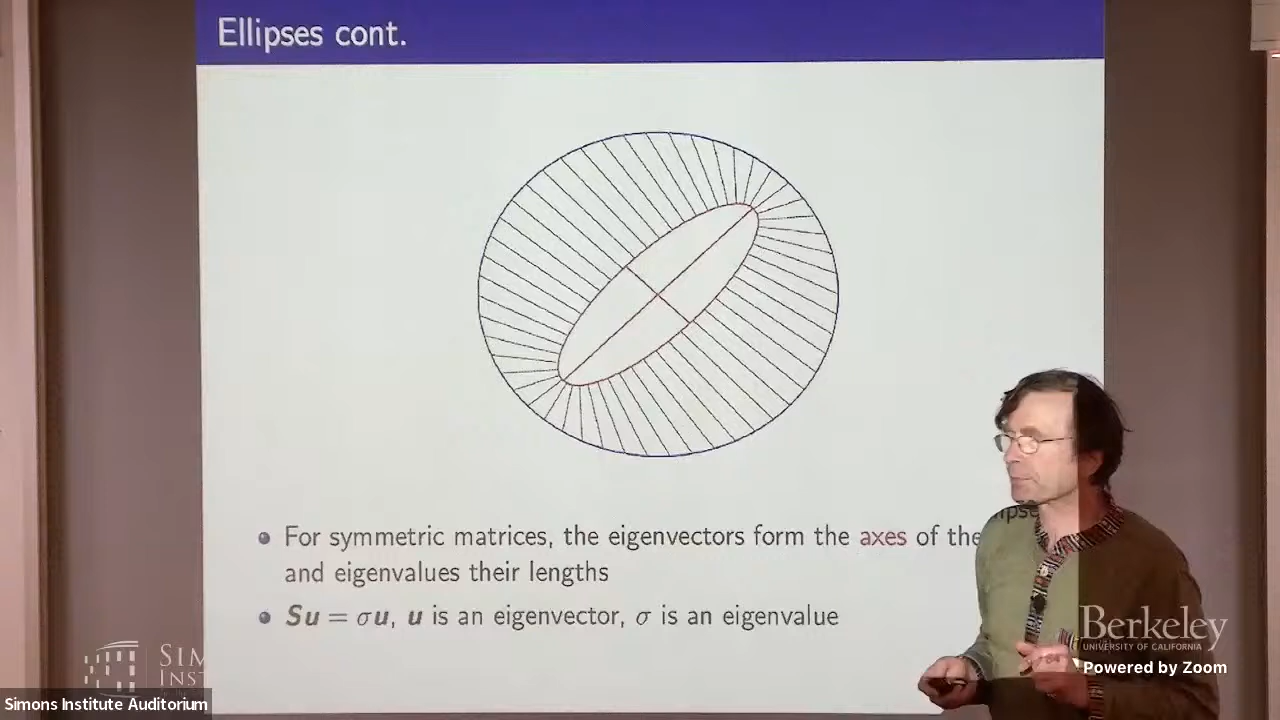 Ellipses cont.
For symmetric matrices, the eigenvectors form the axes of the
and eigenvalues their lengths
Su = σu, u is an eigenvector, σ is an eigenvalue
Berkeley
UNIVERSITY OF CALIFORNIA
Powered by Zoom
Simons Institute Auditorium